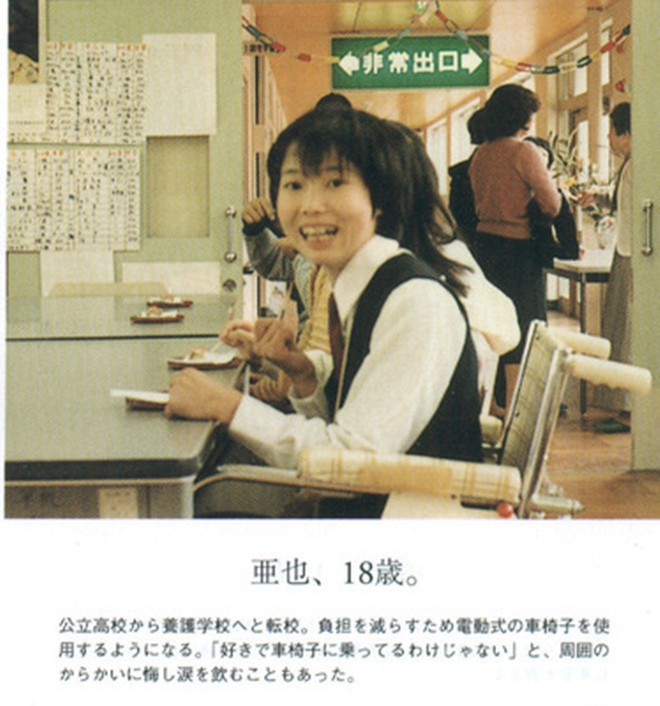 非常出口
亜也、18歳。
公立高校から養護学校へと転校。負担を減らすため電動式の車椅子を使
用するようになる。「好きで車椅子に乗ってるわけじゃない」と、周囲の
からかいに悔し涙を飲むこともあった。